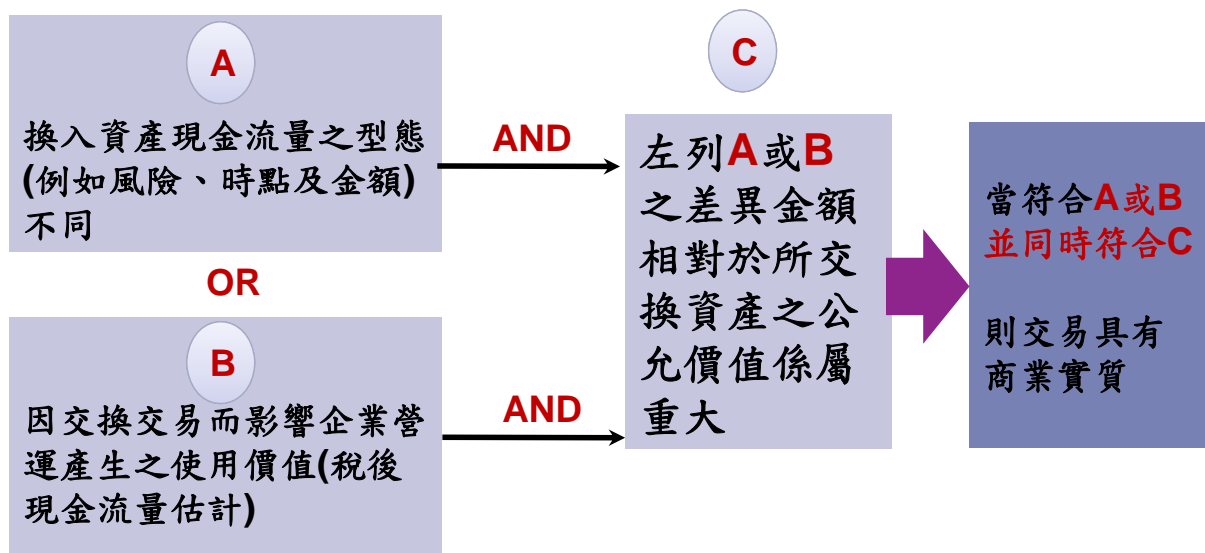 A
換入資產現金流量之型態
(例如風險、時點及金額)
不同
OR
B
因交換交易而影響企業營
運產生之使用價值(稅後
現金流量估計)
AND
AND
C
左列A或B
之差異金額
相對於所交
換資產之公
允價值係屬
重大
當符合A或B
並同時符合C
則交易具有
商業實質